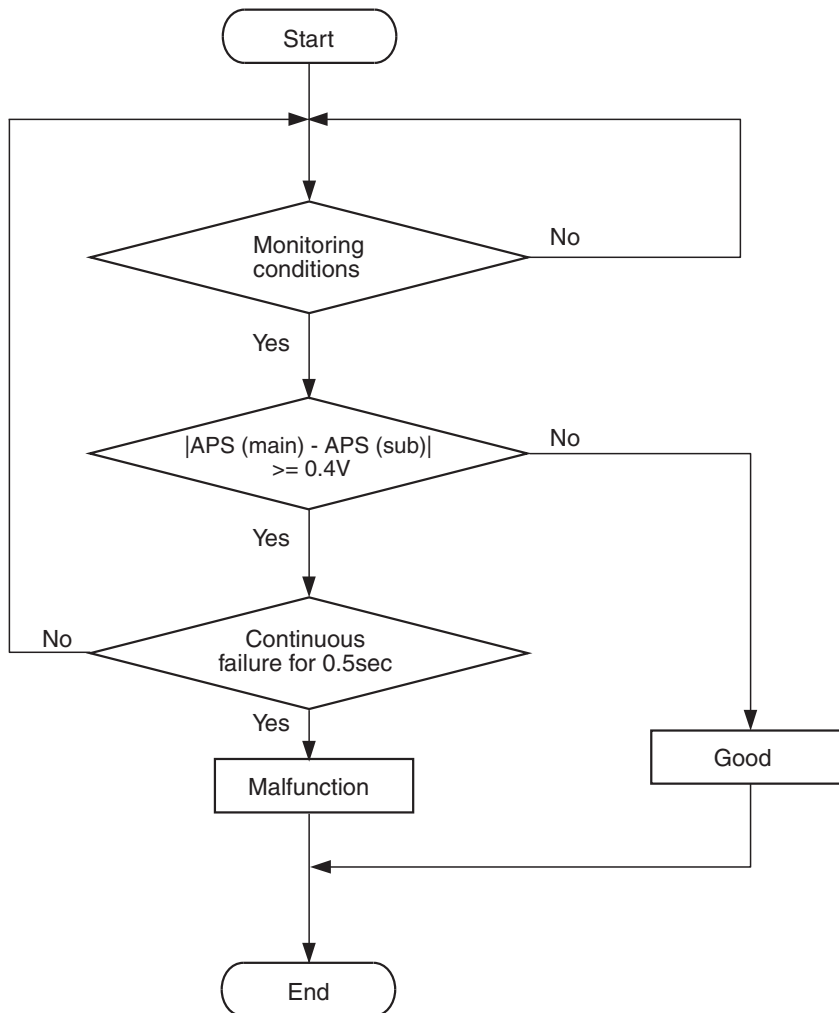 Start
Monitoring
conditions
No
Yes
|APS (main) - APS (sub)|
>= 0.4V
No
Yes
Continuous
failure for 0.5sec
No
Yes
Malfunction
Good
End